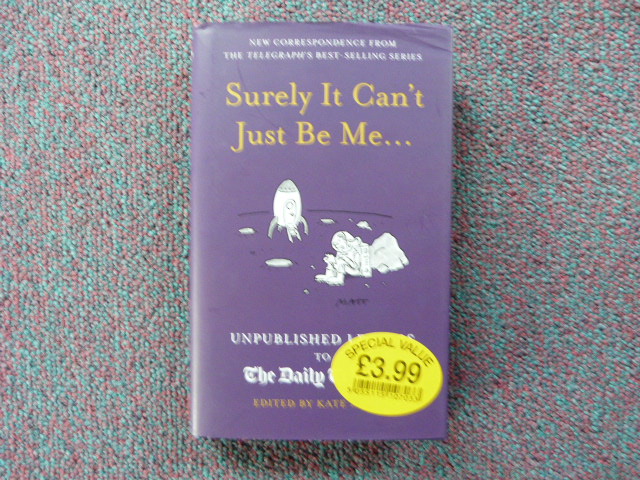 NEW CORRESPONDENCE FROM
THE TELEGRAPH'S BEST-SELLING SERIES
Surely It Can't
Just Be Me...
UNPUBLISHED
TO
The Daily
EDITED BY KATE
SPECIAL VALUE
£3.99